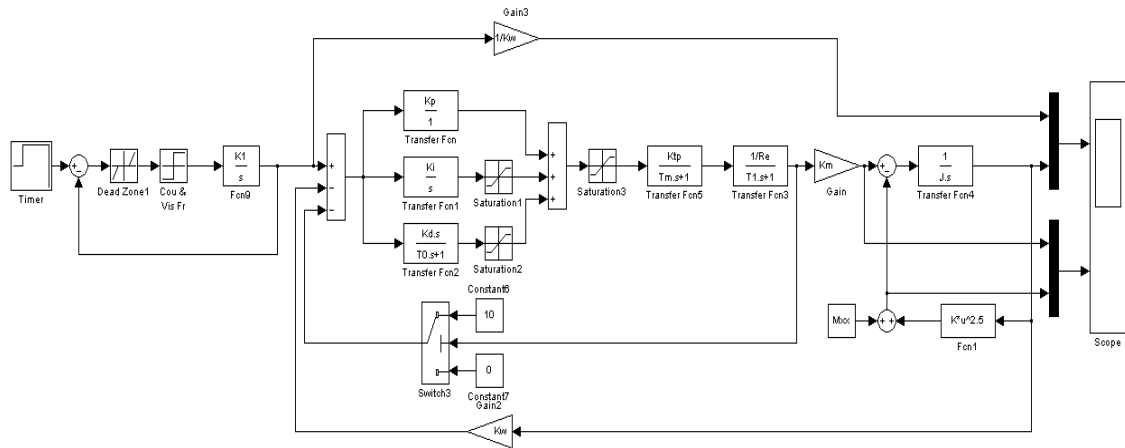 Gain3
1/Kw
Kp
1
Transfer Fcn
Timer
Dead Zone1
Cou &
Vis Fr
K1
s
Fcn9
Ki
s
Transfer Fcn1
Saturation1
Kd.s
T0.s+1
Transfer Fcn2
Saturation2
Saturation3
Ktp
Tm.s+1
Transfer Fcn5
1/Re
T1.s+1
Transfer Fcn3
Km
Gain
1
J.s
Transfer Fcn4
Constant6
10
0
Constant7
Switch3
Gain2
Kw
Mxx
K*u^2.5
Fcn1
Scope